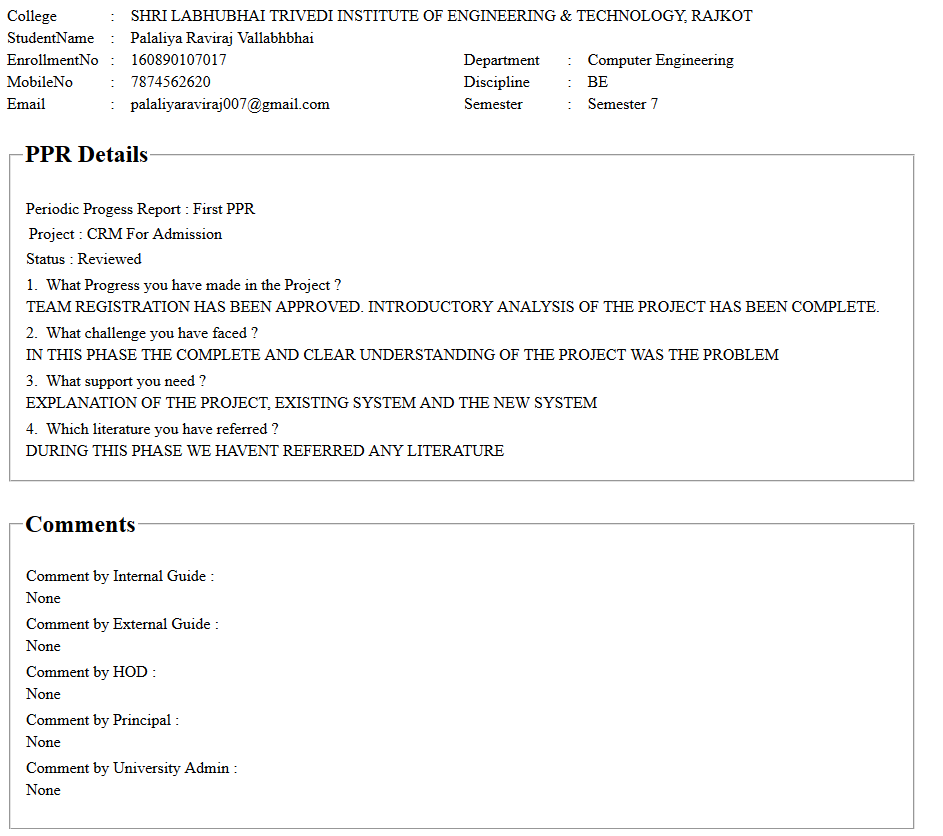 College : SHRI LABHUBHAI TRIVEDI INSTITUTE OF ENGINEERING & TECHNOLOGY, RAJKOT
StudentName : Palaliya Raviraj Vallabhbhai
EnrollmentNo : 160890107017 Department : Computer Engineering
MobileNo : 7874562620 Discipline : BE
Email : palaliyaraviraj007@gmail.com Semester : Semester 7
PPR Details
Periodic Progess Report : First PPR
Project : CRM For Admission
Status : Reviewed
1. What Progress you have made in the Project ?
TEAM REGISTRATION HAS BEEN APPROVED. INTRODUCTORY ANALYSIS OF THE PROJECT HAS BEEN COMPLETE.
2. What challenge you have faced ?
IN THIS PHASE THE COMPLETE AND CLEAR UNDERSTANDING OF THE PROJECT WAS THE PROBLEM
3. What support you need ?
EXPLANATION OF THE PROJECT, EXISTING SYSTEM AND THE NEW SYSTEM
4. Which literature you have referred ?
DURING THIS PHASE WE HAVENT REFERRED ANY LITERATURE
Comments
Comment by Internal Guide :
None
Comment by External Guide :
None
Comment by HOD :
None
Comment by Principal :
None
Comment by University Admin :
None